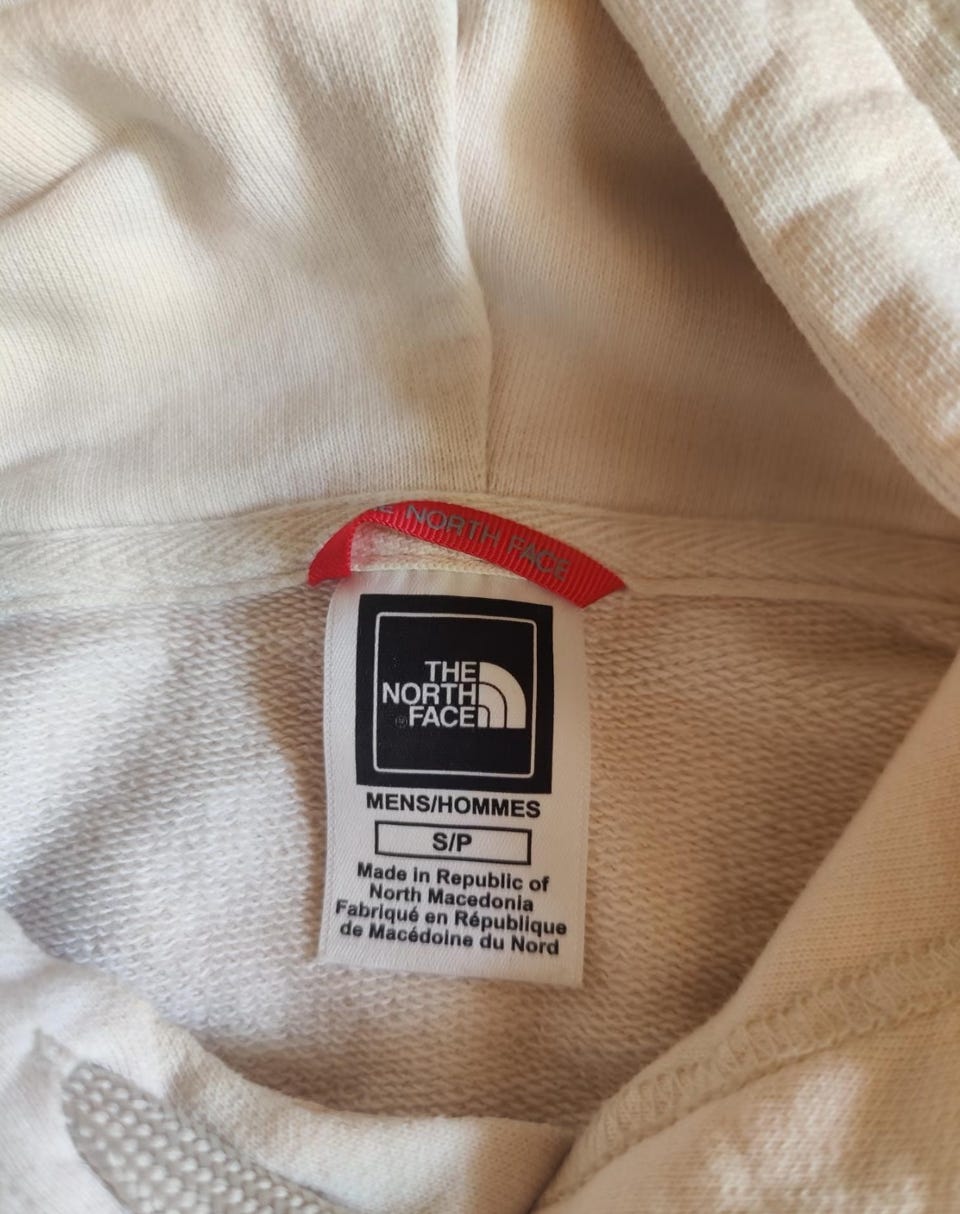 E NORTH FACE
THE
NORTH
FACE
MENS/HOMMES
S/P
Made in Republic of
North Macedonia
Fabriqué en République
de Macédoine du Nord